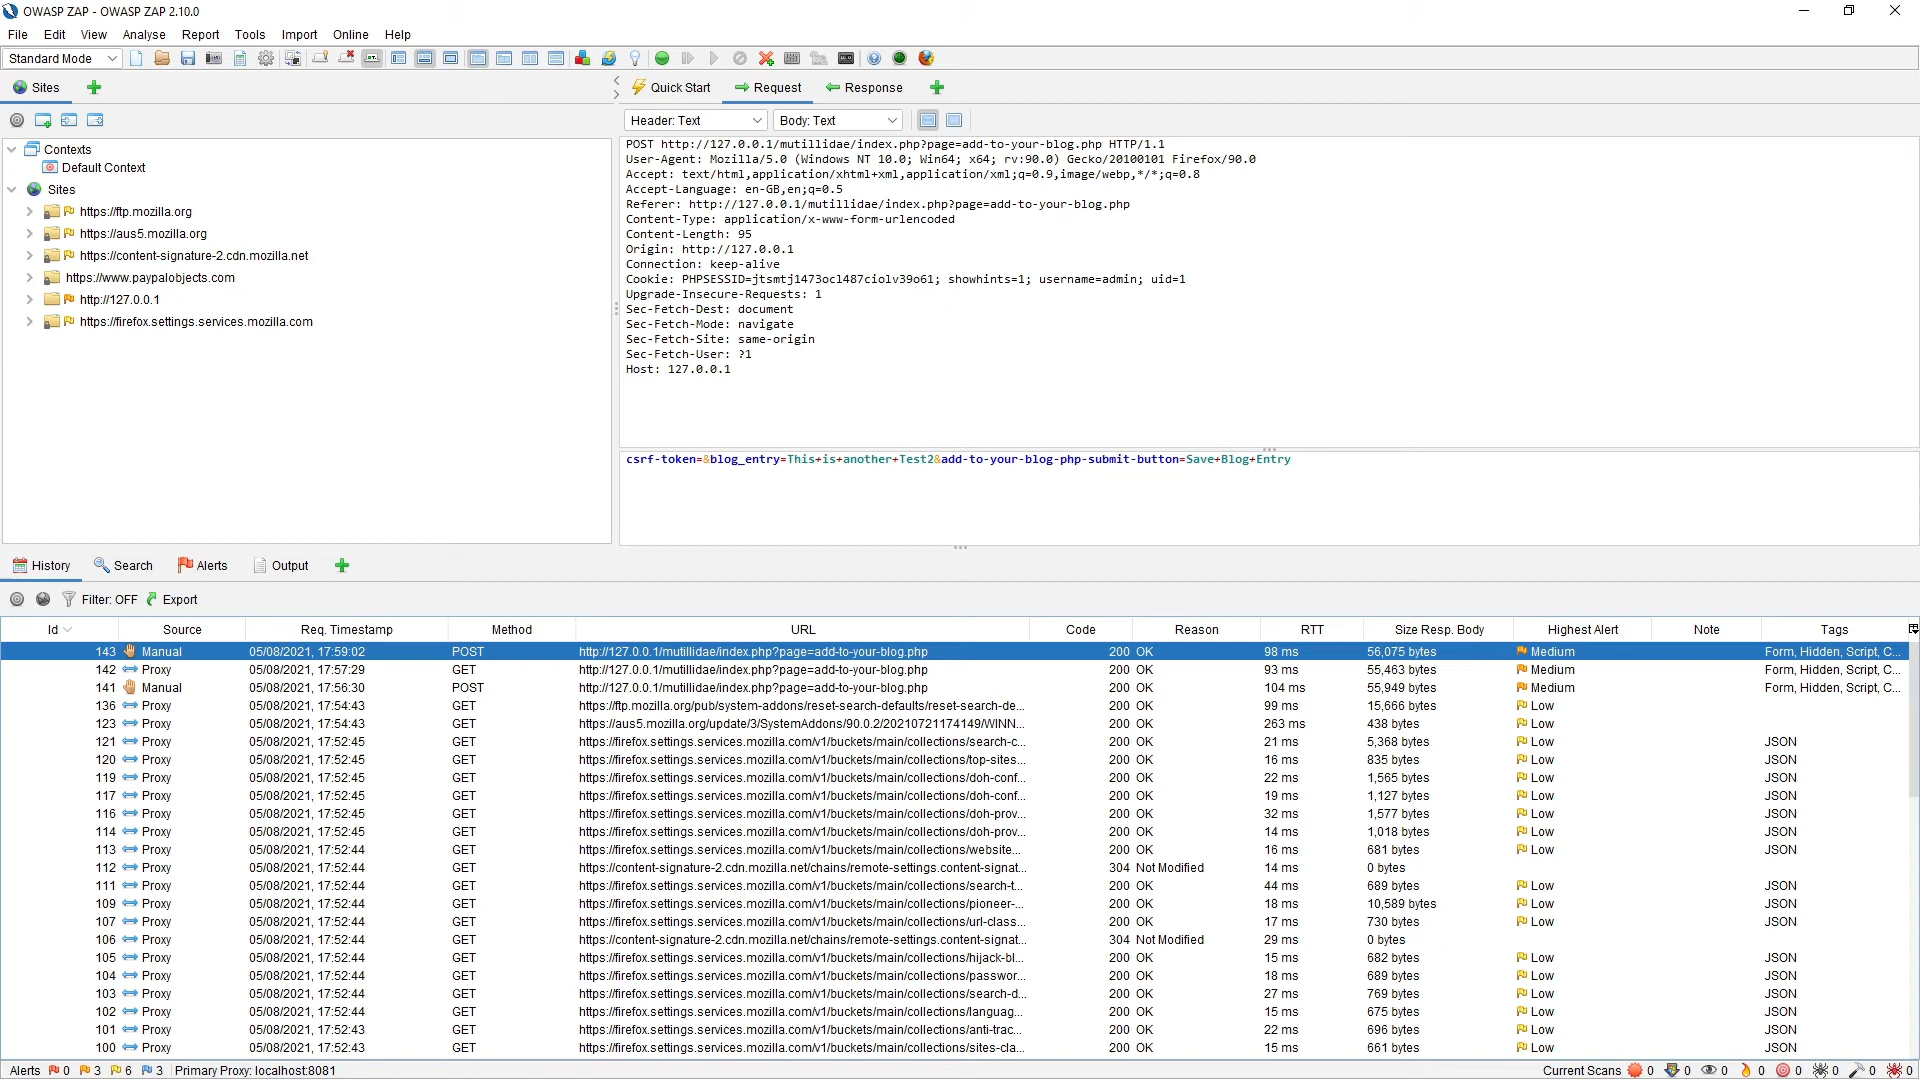 OWASP ZAP - OWASP ZAP 2.10.0
File Edit View Analyse Report Tools Import Online Help
Standard Mode
Sites
Quick Start Request Response
Header: Text Body: Text
Contexts
Default Context
Sites
https://ftp.mozilla.org
https://aus5.mozilla.org
https://content-signature-2.cdn.mozilla.net
https://www.paypalobjects.com
http://127.0.0.1
https://firefox.settings.services.mozilla.com
POST http://127.0.0.1/mutillidae/index.php?page=add-to-your-blog.php HTTP/1.1
User-Agent: Mozilla/5.0 (Windows NT 10.0; Win64; x64; rv:90.0) Gecko/20100101 Firefox/90.0
Accept: text/html,application/xhtml+xml,application/xml;q=0.9,image/webp,*/*;q=0.8
Accept-Language: en-GB,en;q=0.5
Referer: http://127.0.0.1/mutillidae/index.php?page=add-to-your-blog.php
Content-Type: application/x-www-form-urlencoded
Content-Length: 95
Origin: http://127.0.0.1
Connection: keep-alive
Cookie: PHPSESSID=jtsmtj1473ocl487ciolv39o61; showhints=1; username=admin; uid=1
Upgrade-Insecure-Requests: 1
Sec-Fetch-Dest: document
Sec-Fetch-Mode: navigate
Sec-Fetch-Site: same-origin
Sec-Fetch-User: ?1
Host: 127.0.0.1
csrf-token=&blog_entry=This+is+another+Test2&add-to-your-blog-php-submit-button=Save+Blog+Entry
History Search Alerts Output
Filter: OFF Export
Id Source Req. Timestamp Method URL Code Reason RTT Size Resp. Body Highest Alert Note Tags
143 Manual 05/08/2021, 17:59:02 POST http://127.0.0.1/mutillidae/index.php?page=add-to-your-blog.php 200 OK 98 ms 56,075 bytes Medium Form, Hidden, Script, C...
142 Proxy 05/08/2021, 17:57:29 GET http://127.0.0.1/mutillidae/index.php?page=add-to-your-blog.php 200 OK 93 ms 55,463 bytes Medium Form, Hidden, Script, C...
141 Manual 05/08/2021, 17:56:30 POST http://127.0.0.1/mutillidae/index.php?page=add-to-your-blog.php 200 OK 104 ms 55,949 bytes Medium Form, Hidden, Script, C...
136 Proxy 05/08/2021, 17:54:43 GET https://ftp.mozilla.org/pub/system-addons/reset-search-defaults/reset-search-de... 200 OK 99 ms 15,666 bytes Low
123 Proxy 05/08/2021, 17:54:43 GET https://aus5.mozilla.org/update/3/SystemAddons/90.0.2/20210721174149/WINN... 200 OK 263 ms 438 bytes Low
121 Proxy 05/08/2021, 17:52:45 GET https://firefox.settings.services.mozilla.com/v1/buckets/main/collections/search-c... 200 OK 21 ms 5,368 bytes Low JSON
120 Proxy 05/08/2021, 17:52:45 GET https://firefox.settings.services.mozilla.com/v1/buckets/main/collections/top-sites... 200 OK 16 ms 835 bytes Low JSON
119 Proxy 05/08/2021, 17:52:45 GET https://firefox.settings.services.mozilla.com/v1/buckets/main/collections/doh-conf... 200 OK 22 ms 1,565 bytes Low JSON
117 Proxy 05/08/2021, 17:52:45 GET https://firefox.settings.services.mozilla.com/v1/buckets/main/collections/doh-conf... 200 OK 19 ms 1,127 bytes Low JSON
116 Proxy 05/08/2021, 17:52:45 GET https://firefox.settings.services.mozilla.com/v1/buckets/main/collections/doh-prov... 200 OK 32 ms 1,577 bytes Low JSON
114 Proxy 05/08/2021, 17:52:45 GET https://firefox.settings.services.mozilla.com/v1/buckets/main/collections/doh-prov... 200 OK 14 ms 1,018 bytes Low JSON
113 Proxy 05/08/2021, 17:52:44 GET https://firefox.settings.services.mozilla.com/v1/buckets/main/collections/website... 200 OK 16 ms 681 bytes Low JSON
112 Proxy 05/08/2021, 17:52:44 GET https://content-signature-2.cdn.mozilla.net/chains/remote-settings.content-signat... 304 Not Modified 14 ms 0 bytes
111 Proxy 05/08/2021, 17:52:44 GET https://firefox.settings.services.mozilla.com/v1/buckets/main/collections/search-t... 200 OK 44 ms 689 bytes Low JSON
109 Proxy 05/08/2021, 17:52:44 GET https://firefox.settings.services.mozilla.com/v1/buckets/main/collections/pioneer-... 200 OK 18 ms 10,589 bytes Low JSON
107 Proxy 05/08/2021, 17:52:44 GET https://firefox.settings.services.mozilla.com/v1/buckets/main/collections/url-class... 200 OK 17 ms 730 bytes Low JSON
106 Proxy 05/08/2021, 17:52:44 GET https://content-signature-2.cdn.mozilla.net/chains/remote-settings.content-signat... 304 Not Modified 29 ms 0 bytes
105 Proxy 05/08/2021, 17:52:44 GET https://firefox.settings.services.mozilla.com/v1/buckets/main/collections/hijack-bl... 200 OK 15 ms 682 bytes Low JSON
104 Proxy 05/08/2021, 17:52:44 GET https://firefox.settings.services.mozilla.com/v1/buckets/main/collections/passwor... 200 OK 18 ms 689 bytes Low JSON
103 Proxy 05/08/2021, 17:52:44 GET https://firefox.settings.services.mozilla.com/v1/buckets/main/collections/search-d... 200 OK 27 ms 769 bytes Low JSON
102 Proxy 05/08/2021, 17:52:44 GET https://firefox.settings.services.mozilla.com/v1/buckets/main/collections/languag... 200 OK 15 ms 675 bytes Low JSON
101 Proxy 05/08/2021, 17:52:43 GET https://firefox.settings.services.mozilla.com/v1/buckets/main/collections/anti-trac... 200 OK 22 ms 696 bytes Low JSON
100 Proxy 05/08/2021, 17:52:43 GET https://firefox.settings.services.mozilla.com/v1/buckets/main/collections/sites-cla... 200 OK 15 ms 661 bytes Low JSON
Alerts 0 3 6 3 Primary Proxy: localhost:8081 Current Scans 0 0 0 0 0 0 0 0